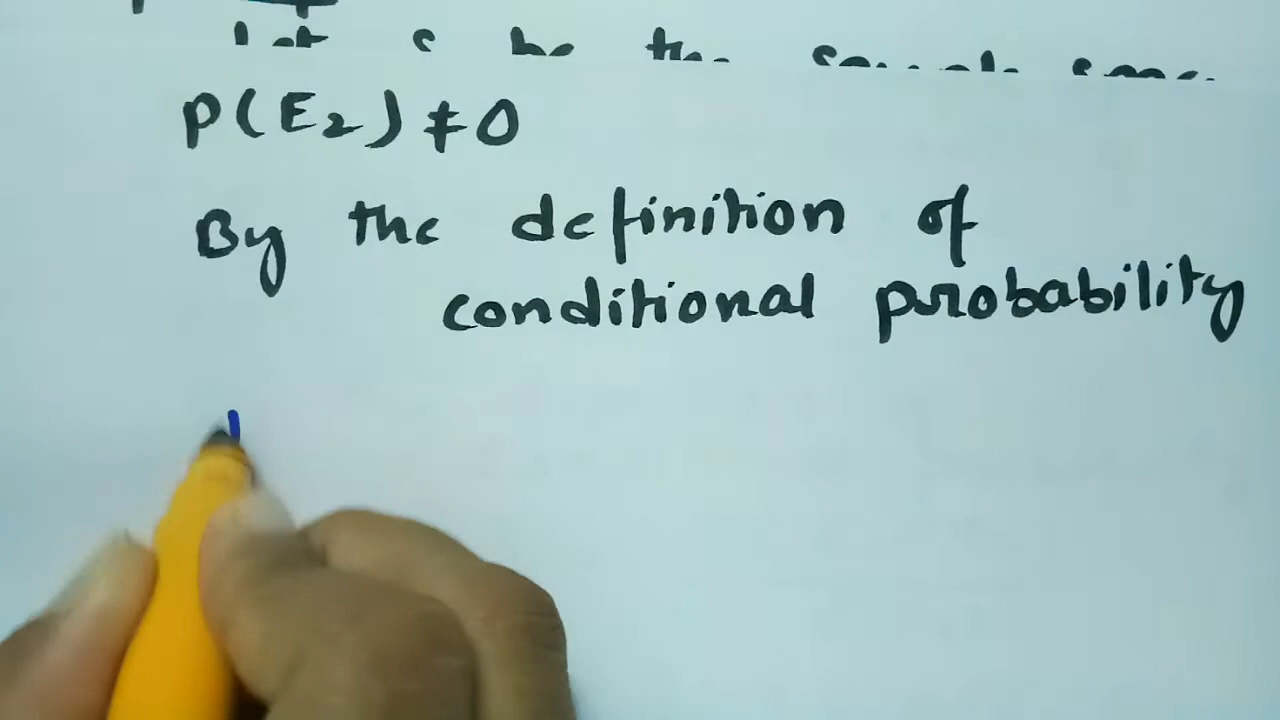 P(E2) ≠ 0
By the definition of
conditional probability